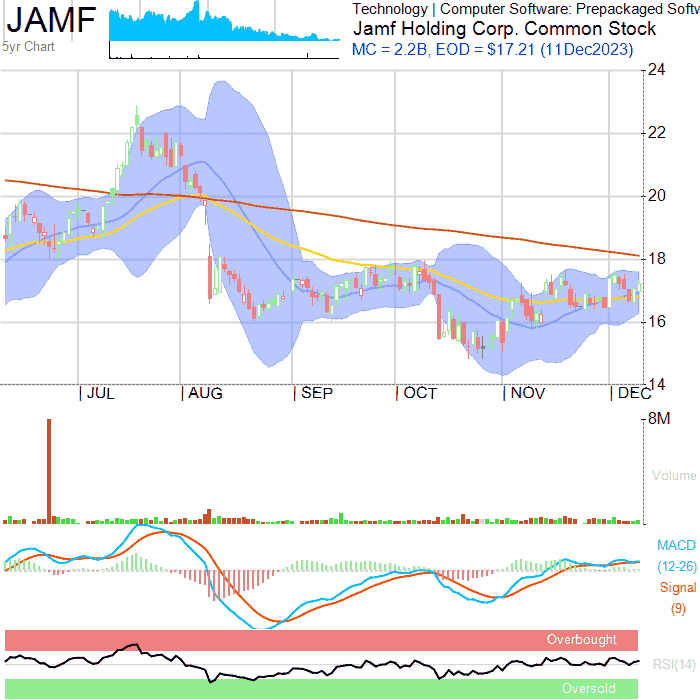 JAMF
5yr Chart
Technology | Computer Software: Prepackaged Softw
Jamf Holding Corp. Common Stock
MC = 2.2B, EOD = $17.21 (11Dec2023)
24
22
20
18
16
14
JUL
AUG
SEP
OCT
NOV
DEC
8M
Volume
MACD
(12-26)
Signal
(9)
Overbought
RSI(14)
Oversold